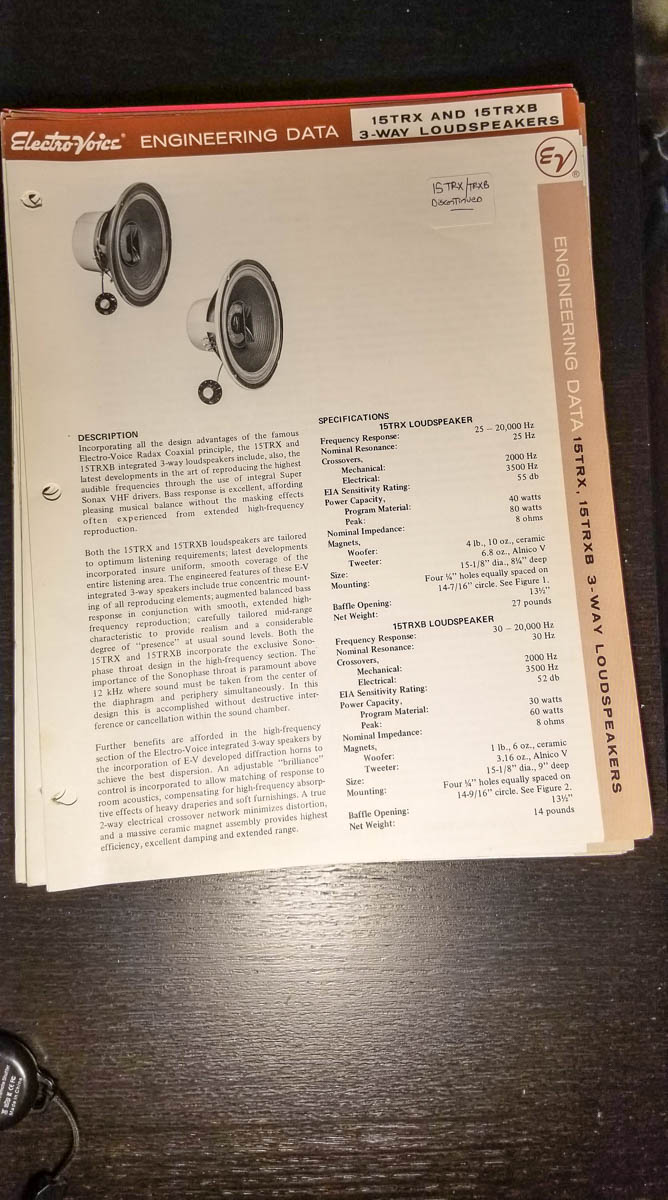 Electro-Voice® ENGINEERING DATA
15TRX AND 15TRXB
3-WAY LOUDSPEAKERS
EV
®
15TRX/TRXB
Discontinued
ENGINEERING DATA 15TRX, 15TRXB 3-WAY LOUDSPEAKERS
DESCRIPTION
Incorporating all the design advantages of the famous
Electro-Voice Radax Coaxial principle, the 15TRX and
15TRXB integrated 3-way loudspeakers include, also, the
latest developments in the art of reproducing the highest
audible frequencies through the use of integral Super
Sonax VHF drivers. Bass response is excellent, affording
pleasing musical balance without the masking effects
often experienced from extended high-frequency
reproduction.
Both the 15TRX and 15TRXB loudspeakers are tailored
to optimum listening requirements; latest developments
incorporated insure uniform, smooth coverage of the
entire listening area. The engineered features of these E-V
integrated 3-way speakers include true concentric mount-
ing of all reproducing elements; augmented balanced bass
response in conjunction with smooth, extended high-
frequency reproduction; carefully tailored mid-range
characteristic to provide realism and a considerable
degree of "presence" at usual sound levels. Both the
15TRX and 15TRXB incorporate the exclusive Sono-
phase throat design in the high-frequency section. The
importance of the Sonophase throat is paramount above
12 kHz where sound must be taken from the center of
the diaphragm and periphery simultaneously. In this
design this is accomplished without destructive inter-
ference or cancellation within the sound chamber.
Further benefits are afforded in the high-frequency
section of the Electro-Voice integrated 3-way speakers by
the incorporation of E-V developed diffraction horns to
achieve the best dispersion. An adjustable "brilliance"
control is incorporated to allow matching of response to
room acoustics, compensating for high-frequency absorp-
tive effects of heavy draperies and soft furnishings. A true
2-way electrical crossover network minimizes distortion,
and a massive ceramic magnet assembly provides highest
efficiency, excellent damping and extended range.
SPECIFICATIONS
15TRX LOUDSPEAKER
Frequency Response: 25 – 20,000 Hz
Nominal Resonance: 25 Hz
Crossovers,
Mechanical: 2000 Hz
Electrical: 3500 Hz
EIA Sensitivity Rating: 55 db
Power Capacity,
Program Material: 40 watts
Peak: 80 watts
Nominal Impedance: 8 ohms
Magnets,
Woofer: 4 lb., 10 oz., ceramic
Tweeter: 6.8 oz., Alnico V
Size: 15-1/8" dia., 8¼" deep
Mounting: Four ¼" holes equally spaced on
14-7/16" circle. See Figure 1.
Baffle Opening: 13½"
Net Weight: 27 pounds
15TRXB LOUDSPEAKER
Frequency Response: 30 – 20,000 Hz
Nominal Resonance: 30 Hz
Crossovers,
Mechanical: 2000 Hz
Electrical: 3500 Hz
EIA Sensitivity Rating: 52 db
Power Capacity,
Program Material: 30 watts
Peak: 60 watts
Nominal Impedance: 8 ohms
Magnets,
Woofer: 1 lb., 6 oz., ceramic
Tweeter: 3.16 oz., Alnico V
Size: 15-1/8" dia., 9" deep
Mounting: Four ¼" holes equally spaced on
14-9/16" circle. See Figure 2.
Baffle Opening: 13½"
Net Weight: 14 pounds
Made in China